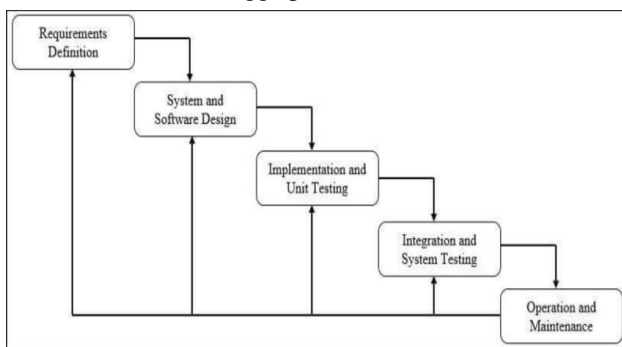 Requirements
Definition
System and
Software Design
Implementation and
Unit Testing
Integration and
System Testing
Operation and
Maintenance